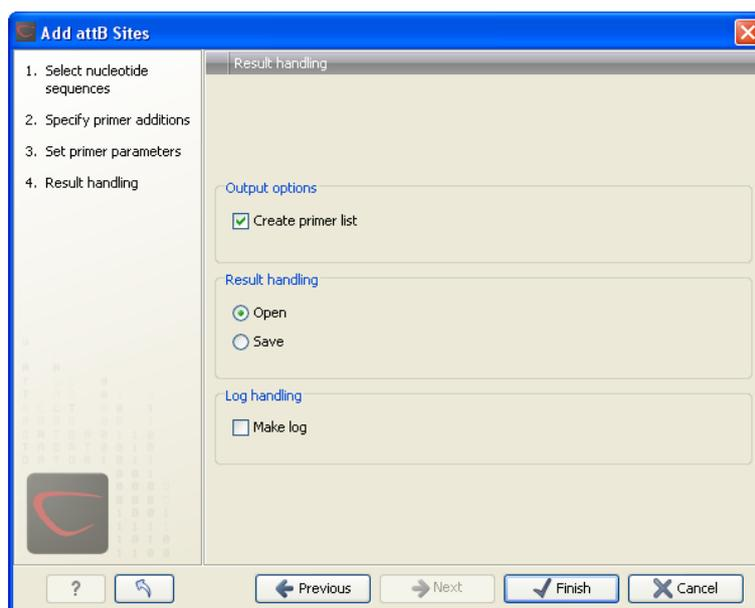 Add attB Sites
1. Select nucleotide
sequences
2. Specify primer additions
3. Set primer parameters
4. Result handling
Result handling
Output options
Create primer list
Result handling
Open
Save
Log handling
Make log
?
Previous
Next
Finish
Cancel